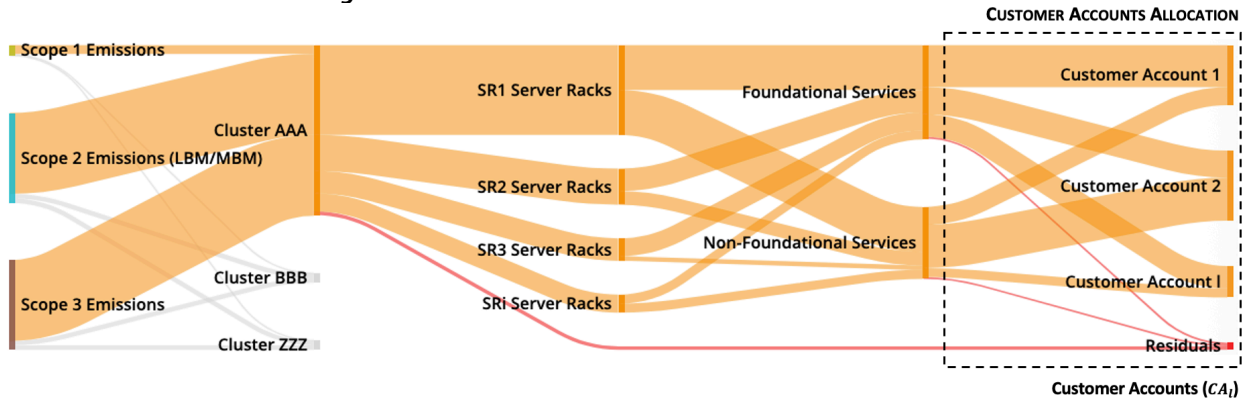 CUSTOMER ACCOUNTS ALLOCATION
Scope 1 Emissions
Scope 2 Emissions (LBM/MBM)
Scope 3 Emissions
Cluster AAA
Cluster BBB
Cluster ZZZ
SR1 Server Racks
SR2 Server Racks
SR3 Server Racks
SRi Server Racks
Foundational Services
Non-Foundational Services
Customer Account 1
Customer Account 2
Customer Account l
Residuals
Customer Accounts (CAₗ)